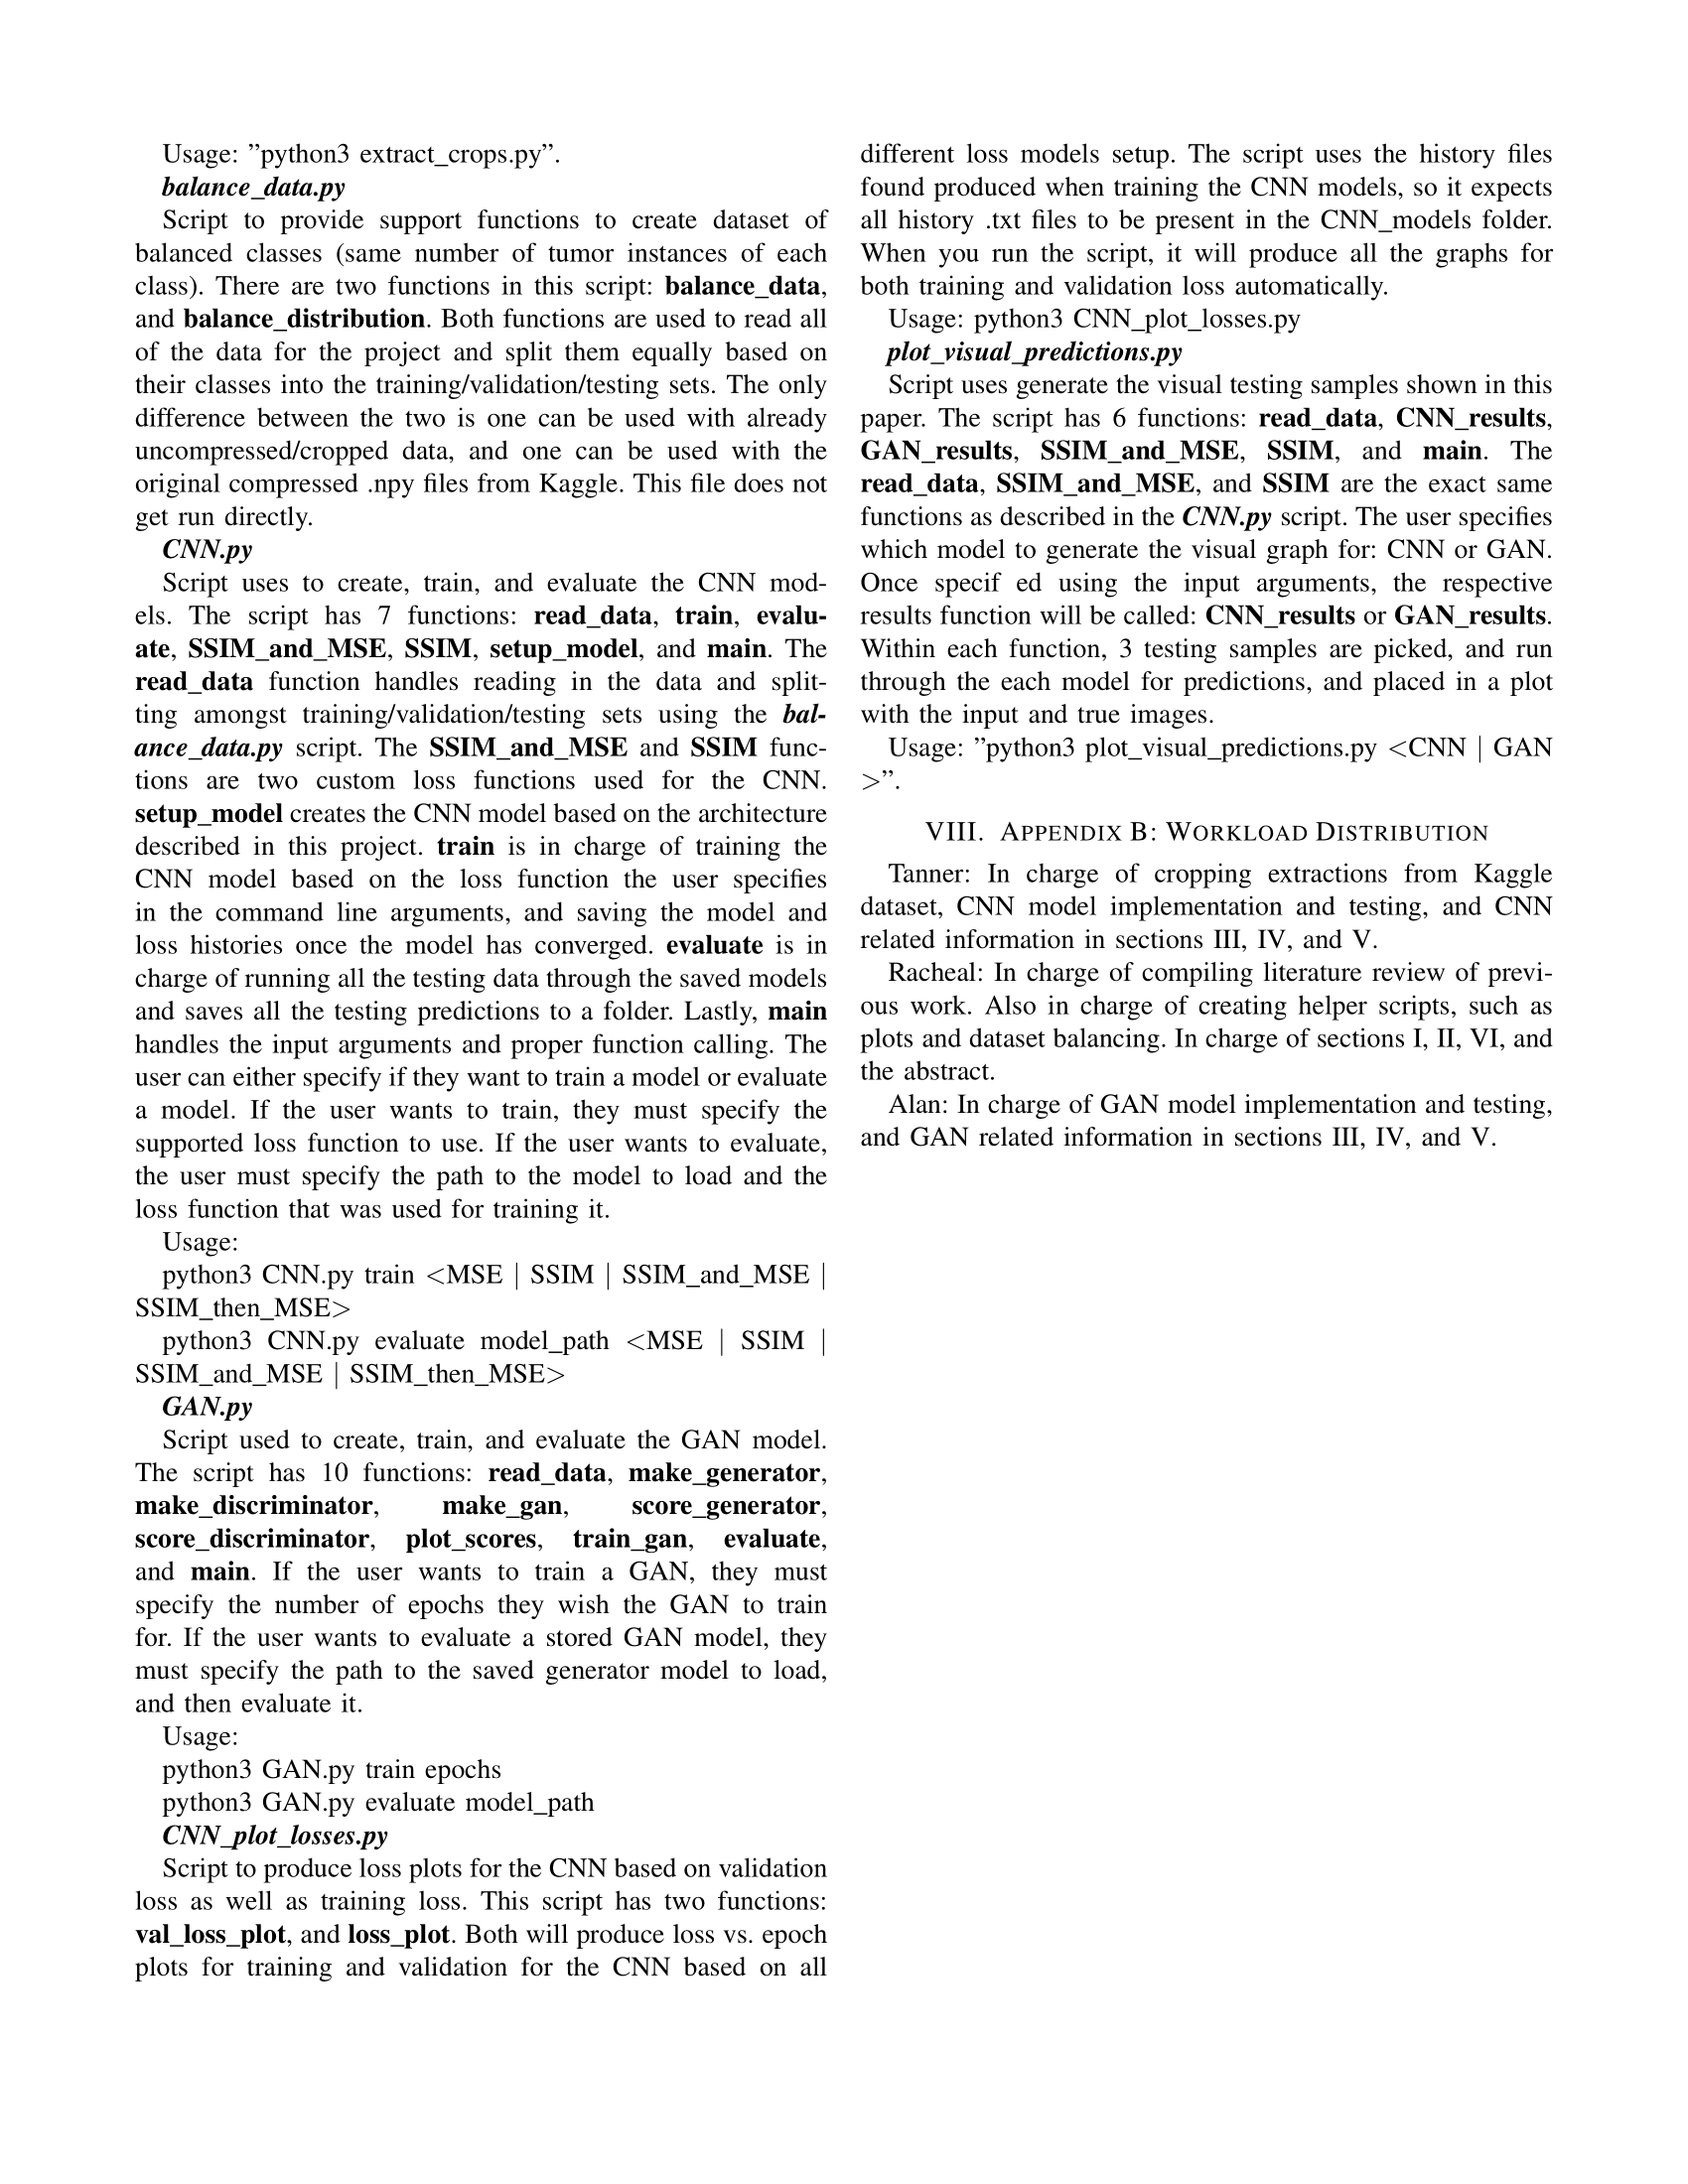 Usage: ”python3 extract_crops.py”.
balance_data.py
Script to provide support functions to create dataset of
balanced classes (same number of tumor instances of each
class). There are two functions in this script: balance_data,
and balance_distribution. Both functions are used to read all
of the data for the project and split them equally based on
their classes into the training/validation/testing sets. The only
difference between the two is one can be used with already
uncompressed/cropped data, and one can be used with the
original compressed .npy files from Kaggle. This file does not
get run directly.
CNN.py
Script uses to create, train, and evaluate the CNN mod-
els. The script has 7 functions: read_data, train, evalu-
ate, SSIM_and_MSE, SSIM, setup_model, and main. The
read_data function handles reading in the data and split-
ting amongst training/validation/testing sets using the bal-
ance_data.py script. The SSIM_and_MSE and SSIM func-
tions are two custom loss functions used for the CNN.
setup_model creates the CNN model based on the architecture
described in this project. train is in charge of training the
CNN model based on the loss function the user specifies
in the command line arguments, and saving the model and
loss histories once the model has converged. evaluate is in
charge of running all the testing data through the saved models
and saves all the testing predictions to a folder. Lastly, main
handles the input arguments and proper function calling. The
user can either specify if they want to train a model or evaluate
a model. If the user wants to train, they must specify the
supported loss function to use. If the user wants to evaluate,
the user must specify the path to the model to load and the
loss function that was used for training it.
Usage:
python3 CNN.py train <MSE | SSIM | SSIM_and_MSE |
SSIM_then_MSE>
python3 CNN.py evaluate model_path <MSE | SSIM |
SSIM_and_MSE | SSIM_then_MSE>
GAN.py
Script used to create, train, and evaluate the GAN model.
The script has 10 functions: read_data, make_generator,
make_discriminator, make_gan, score_generator,
score_discriminator, plot_scores, train_gan, evaluate,
and main. If the user wants to train a GAN, they must
specify the number of epochs they wish the GAN to train
for. If the user wants to evaluate a stored GAN model, they
must specify the path to the saved generator model to load,
and then evaluate it.
Usage:
python3 GAN.py train epochs
python3 GAN.py evaluate model_path
CNN_plot_losses.py
Script to produce loss plots for the CNN based on validation
loss as well as training loss. This script has two functions:
val_loss_plot, and loss_plot. Both will produce loss vs. epoch
plots for training and validation for the CNN based on all
different loss models setup. The script uses the history files
found produced when training the CNN models, so it expects
all history .txt files to be present in the CNN_models folder.
When you run the script, it will produce all the graphs for
both training and validation loss automatically.
Usage: python3 CNN_plot_losses.py
plot_visual_predictions.py
Script uses generate the visual testing samples shown in this
paper. The script has 6 functions: read_data, CNN_results,
GAN_results, SSIM_and_MSE, SSIM, and main. The
read_data, SSIM_and_MSE, and SSIM are the exact same
functions as described in the CNN.py script. The user specifies
which model to generate the visual graph for: CNN or GAN.
Once specif ed using the input arguments, the respective
results function will be called: CNN_results or GAN_results.
Within each function, 3 testing samples are picked, and run
through the each model for predictions, and placed in a plot
with the input and true images.
Usage: ”python3 plot_visual_predictions.py <CNN | GAN
>”.
VIII. APPENDIX B: WORKLOAD DISTRIBUTION
Tanner: In charge of cropping extractions from Kaggle
dataset, CNN model implementation and testing, and CNN
related information in sections III, IV, and V.
Racheal: In charge of compiling literature review of previ-
ous work. Also in charge of creating helper scripts, such as
plots and dataset balancing. In charge of sections I, II, VI, and
the abstract.
Alan: In charge of GAN model implementation and testing,
and GAN related information in sections III, IV, and V.